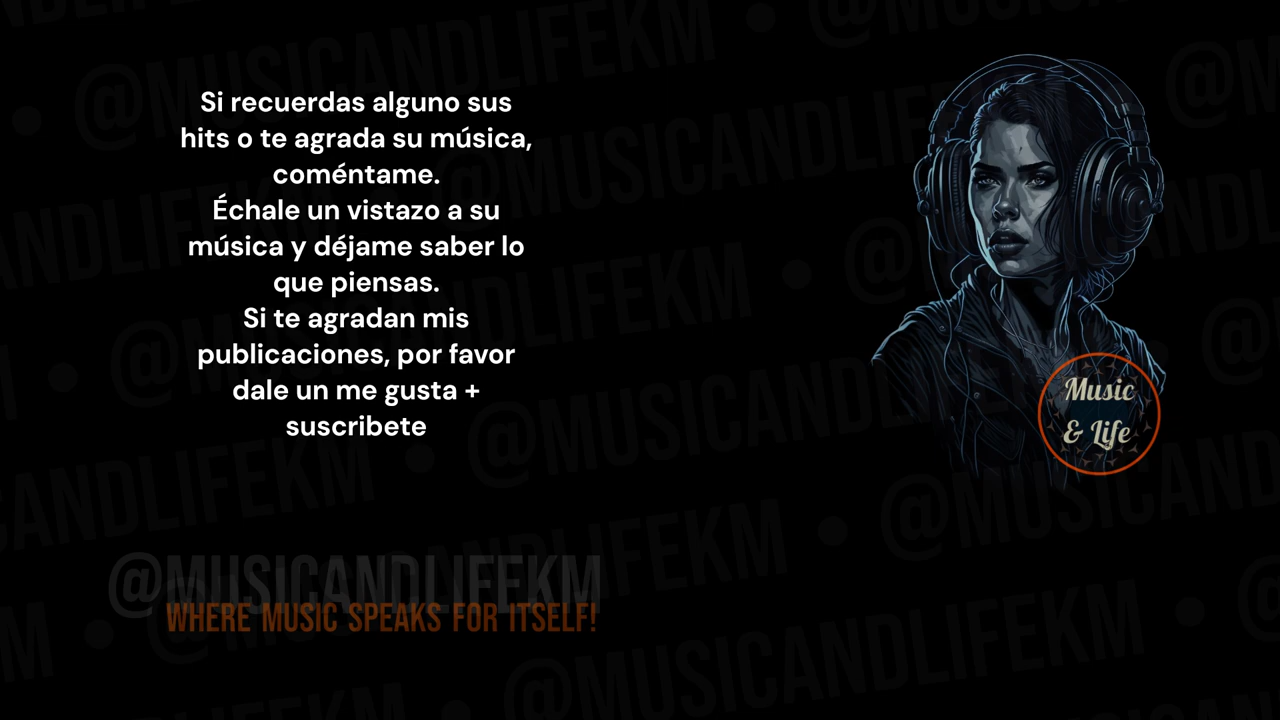 Si recuerdas alguno sus
hits o te agrada su música,
coméntame.
Échale un vistazo a su
música y déjame saber lo
que piensas.
Si te agradan mis
publicaciones, por favor
dale un me gusta +
suscribete
Music
& Life
@MUSICANDLIFEKM
WHERE MUSIC SPEAKS FOR ITSELF!